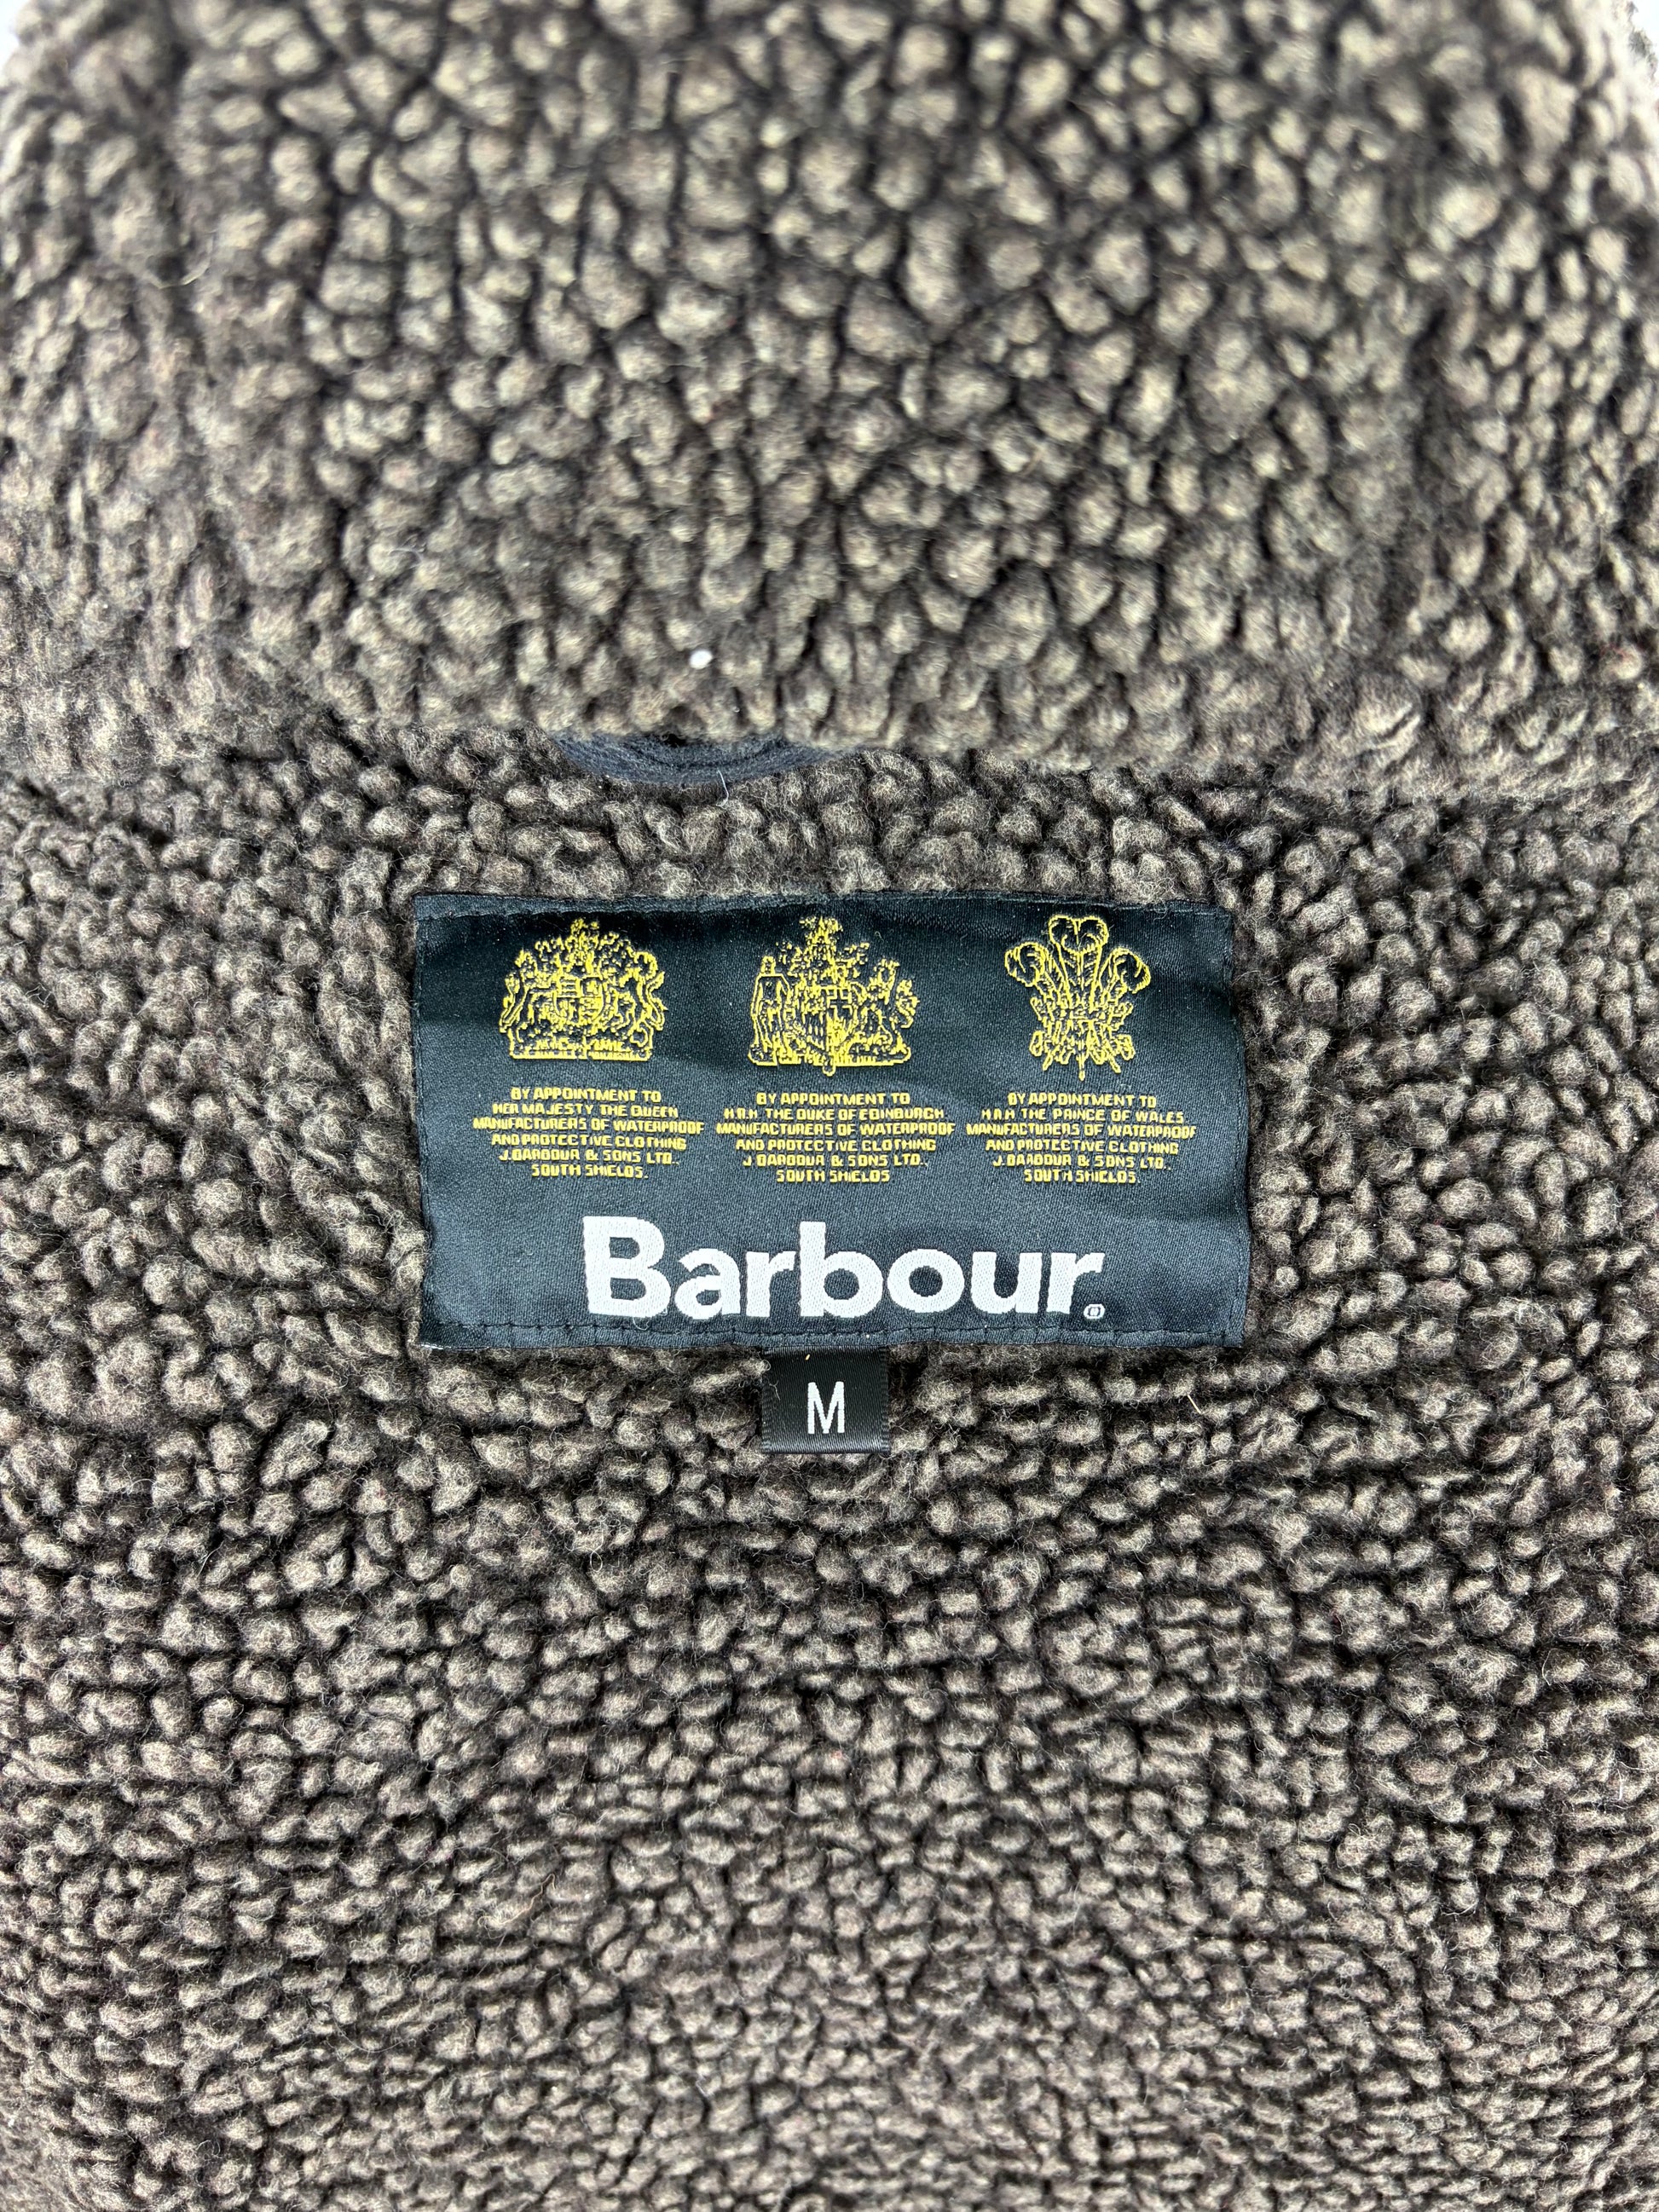 BY APPOINTMENT TO
HER MAJESTY THE QUEEN
MANUFACTURERS OF WATERPROOF
AND PROTECTIVE CLOTHING
J. BARBOUR & SONS LTD.,
SOUTH SHIELDS.
BY APPOINTMENT TO
H.R.H. THE DUKE OF EDINBURGH
MANUFACTURERS OF WATERPROOF
AND PROTECTIVE CLOTHING
J. BARBOUR & SONS LTD.,
SOUTH SHIELDS
BY APPOINTMENT TO
H.R.H. THE PRINCE OF WALES
MANUFACTURERS OF WATERPROOF
AND PROTECTIVE CLOTHING
J. BARBOUR & SONS LTD.
SOUTH SHIELDS.
Barbour®
M